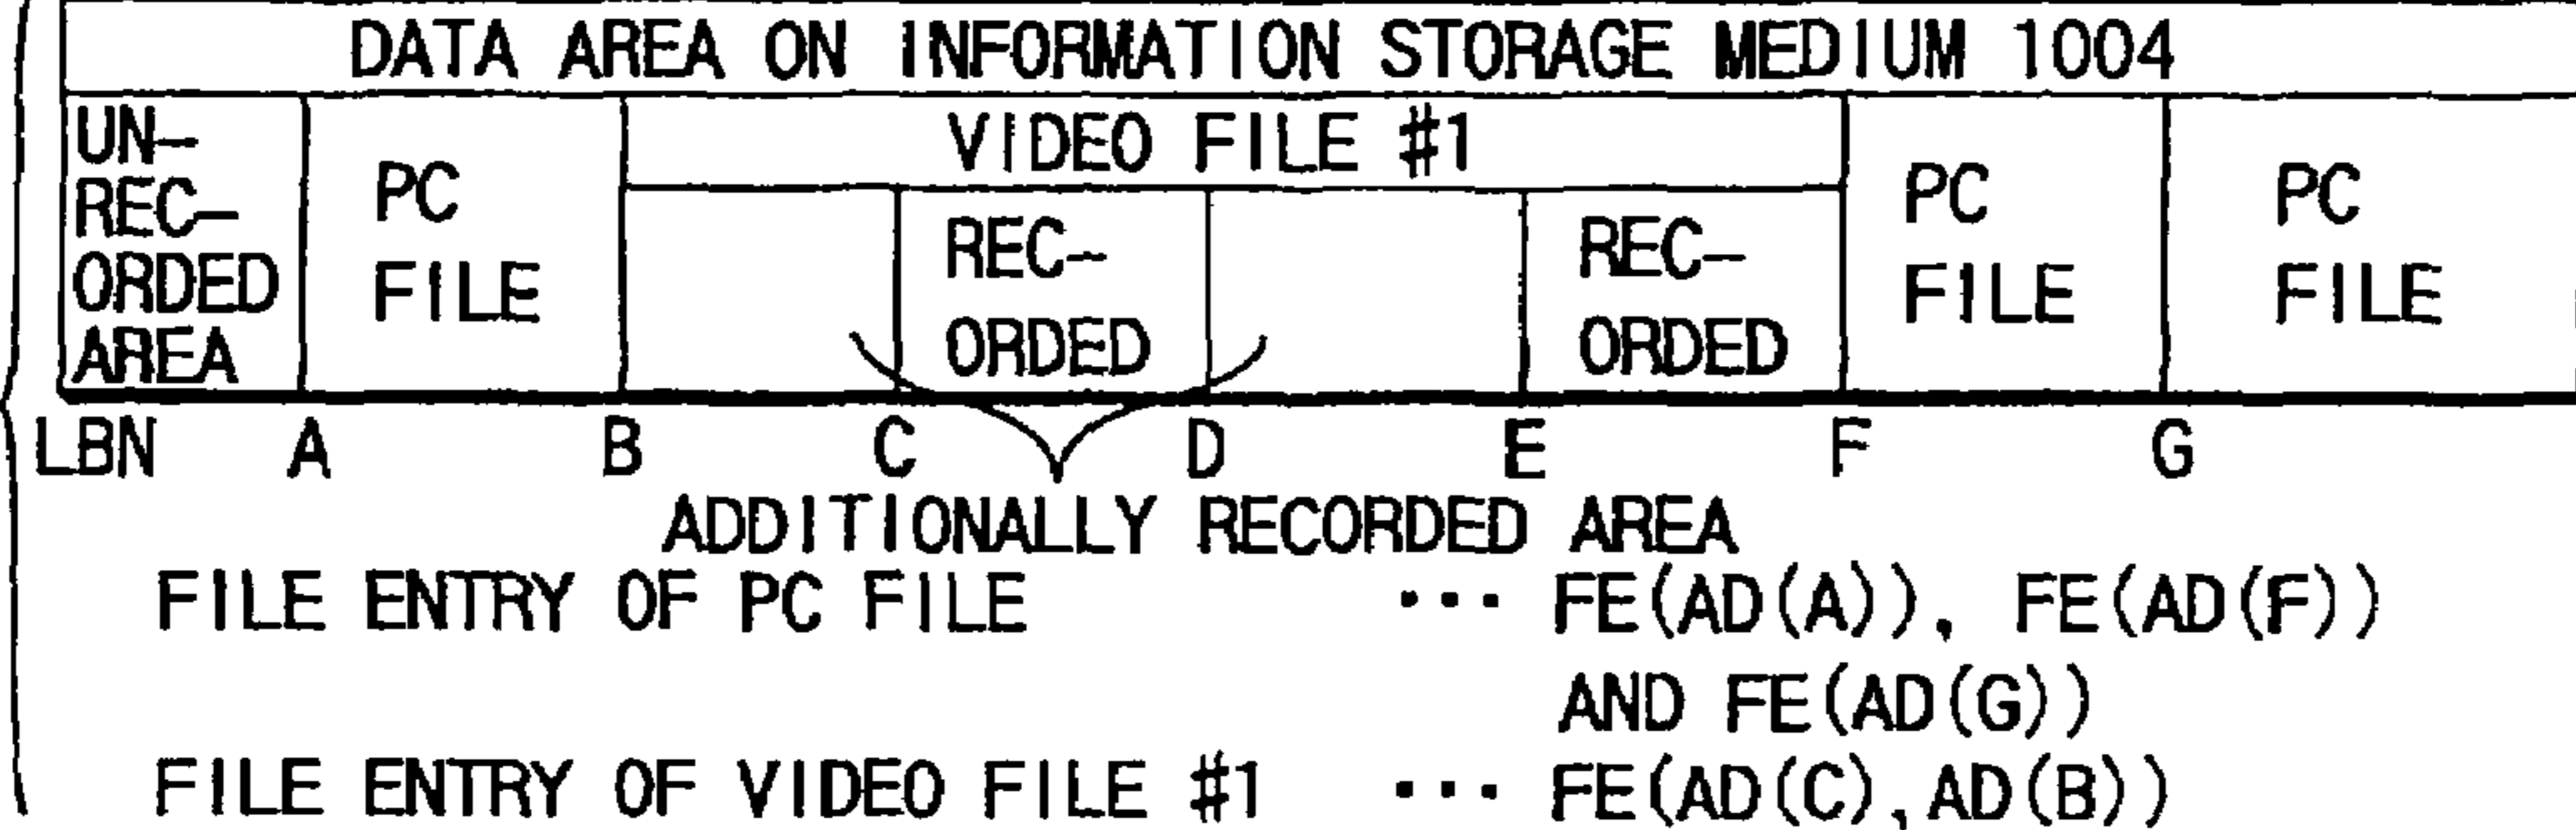 DATA AREA ON INFORMATION STORAGE MEDIUM 1004
UN-
REC-
ORDED
AREA
PC
FILE
VIDEO FILE #1
REC-
ORDED
REC-
ORDED
PC
FILE
PC
FILE
LBN A B C D E F G
ADDITIONALLY RECORDED AREA
FILE ENTRY OF PC FILE ··· FE(AD(A)), FE(AD(F))
AND FE(AD(G))
FILE ENTRY OF VIDEO FILE #1 ··· FE(AD(C),AD(B))